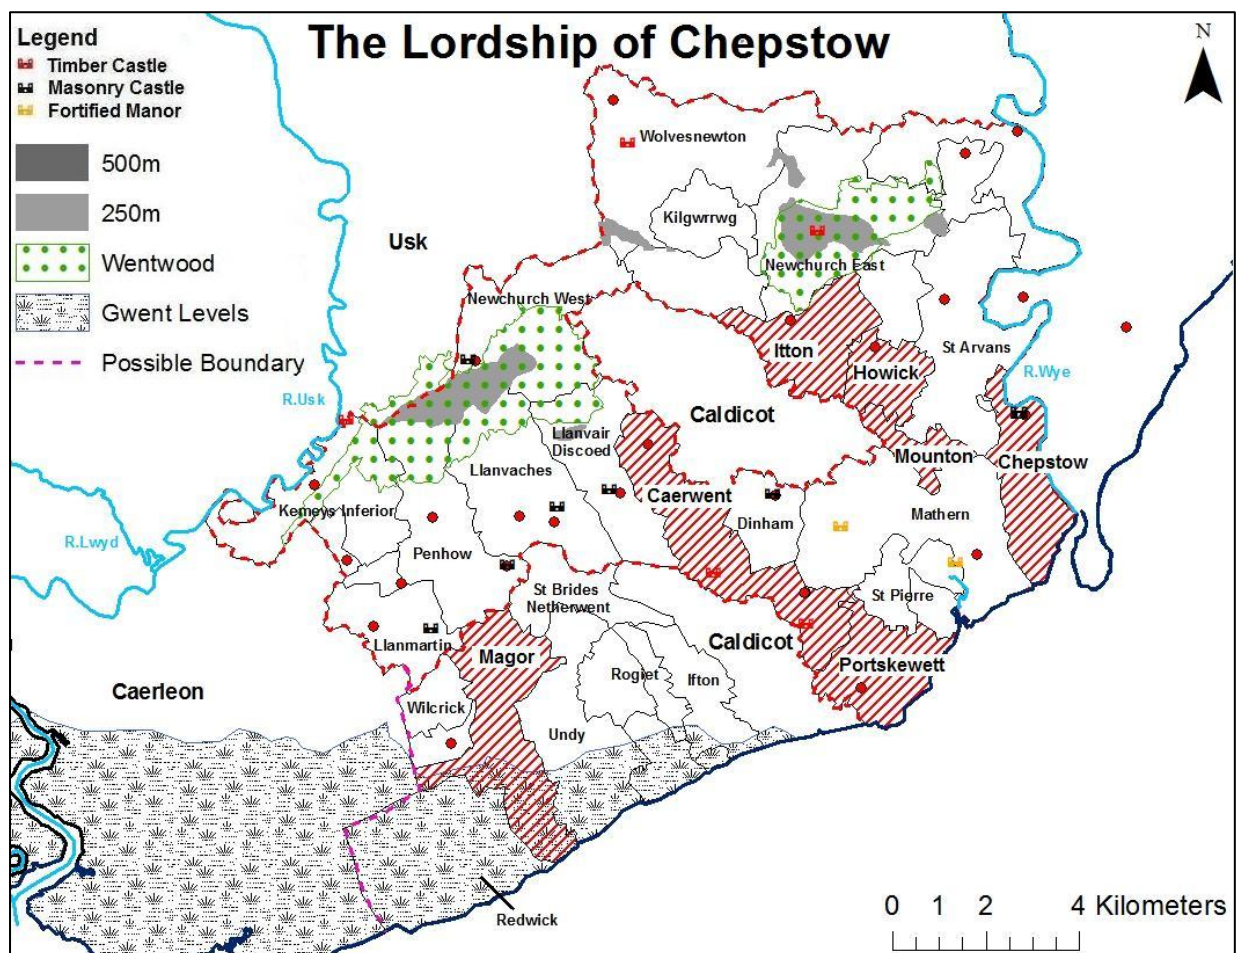 The Lordship of Chepstow
N
Legend
Timber Castle
Masonry Castle
Fortified Manor
500m
250m
Wentwood
Gwent Levels
Possible Boundary
Wolvesnewton
Kilgwrrwg
Usk
Newchurch East
Newchurch West
Itton
St Arvans
Howick
R.Wye
R.Usk
Caldicot
Llanvair
Discoed
Mounton
Chepstow
Llanvaches
Caerwent
Kemeys Inferior
Dinham
Mathern
R.Lwyd
Penhow
St Brides
Netherwent
St Pierre
Llanmartin
Magor
Caldicot
Portskewett
Rogiet
Ifton
Caerleon
Wilcrick
Undy
Redwick
0 1 2 4 Kilometers